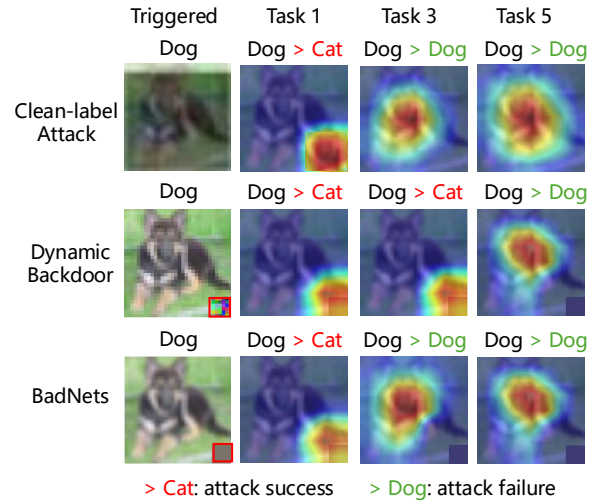 Triggered Task 1 Task 3 Task 5
Dog Dog > Cat Dog > Dog Dog > Dog
Clean-label
Attack
Dog Dog > Cat Dog > Cat Dog > Dog
Dynamic
Backdoor
Dog Dog > Cat Dog > Dog Dog > Dog
BadNets
> Cat: attack success > Dog: attack failure